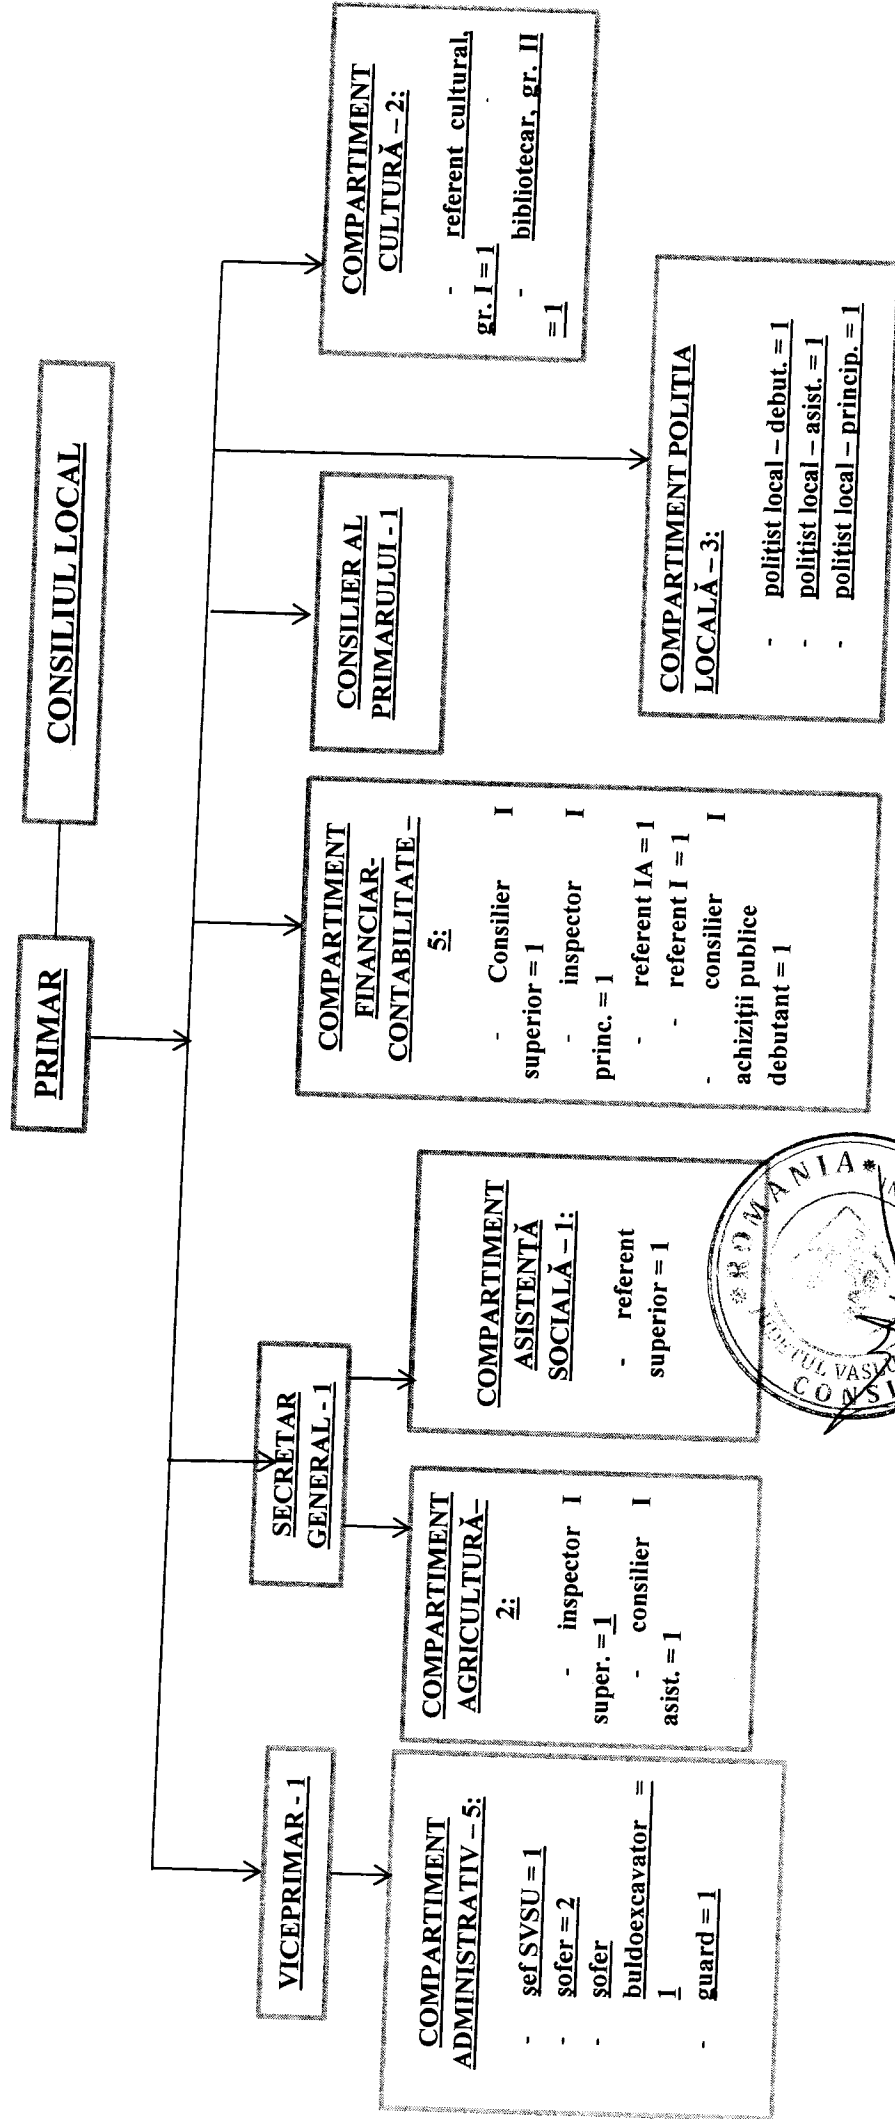 PRIMAR
CONSILIUL LOCAL
VICEPRIMAR - 1
SECRETAR
GENERAL - 1
COMPARTIMENT
FINANCIAR-
CONTABILITATE –
5:
- Consilier I
superior = 1
- inspector I
princ. = 1
- referent IA = 1
- referent I = 1
- consilier I
achiziții publice
debutant = 1
CONSILIER AL
PRIMARULUI - 1
COMPARTIMENT
CULTURĂ – 2:
- referent cultural,
gr. I = 1
- bibliotecar, gr. II
= 1
COMPARTIMENT
ADMINISTRATIV – 5:
- șef SVSU = 1
- șofer = 2
- șofer
buldoexcavator =
1
- guard = 1
COMPARTIMENT
AGRICULTURĂ-
2:
- inspector I
super. = 1
- consilier I
asist. = 1
COMPARTIMENT
ASISTENȚĂ
SOCIALĂ – 1:
- referent
superior = 1
COMPARTIMENT POLIȚIA
LOCALĂ – 3:
- polițist local – debut. = 1
- polițist local – asist. = 1
- polițist local – princip. = 1
*ROMANIA*
JUDEȚUL